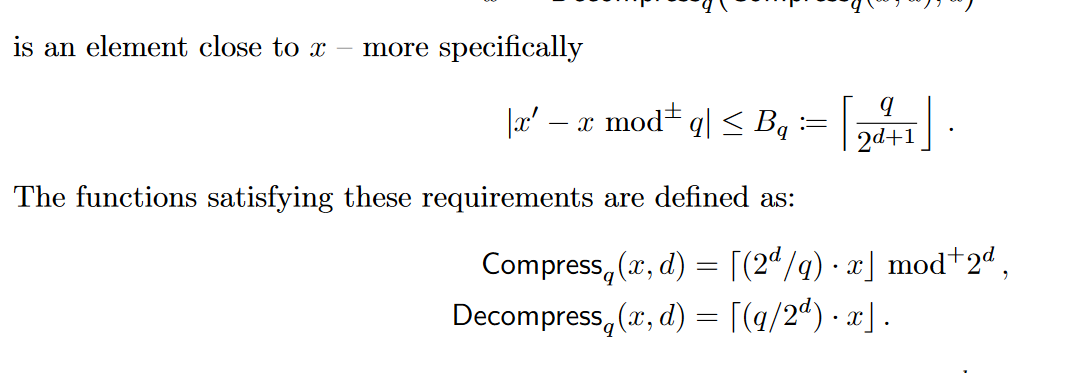 is an element close to x – more specifically
|x′ − x mod± q| ≤ B_q := ⌈q/2^{d+1}⌋ .
The functions satisfying these requirements are defined as:
Compress_q(x, d) = ⌈(2^d/q) · x⌋ mod⁺2^d ,
Decompress_q(x, d) = ⌈(q/2^d) · x⌋ .